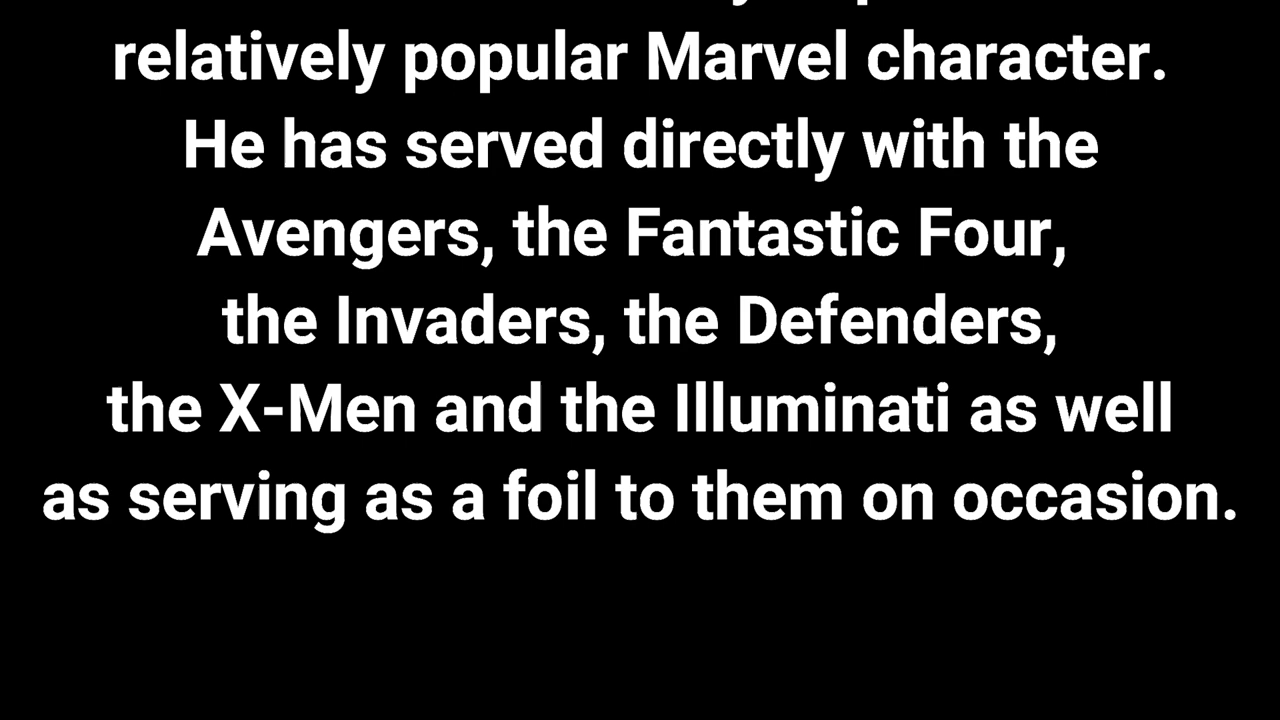 relatively popular Marvel character.
He has served directly with the
Avengers, the Fantastic Four,
the Invaders, the Defenders,
the X-Men and the Illuminati as well
as serving as a foil to them on occasion.